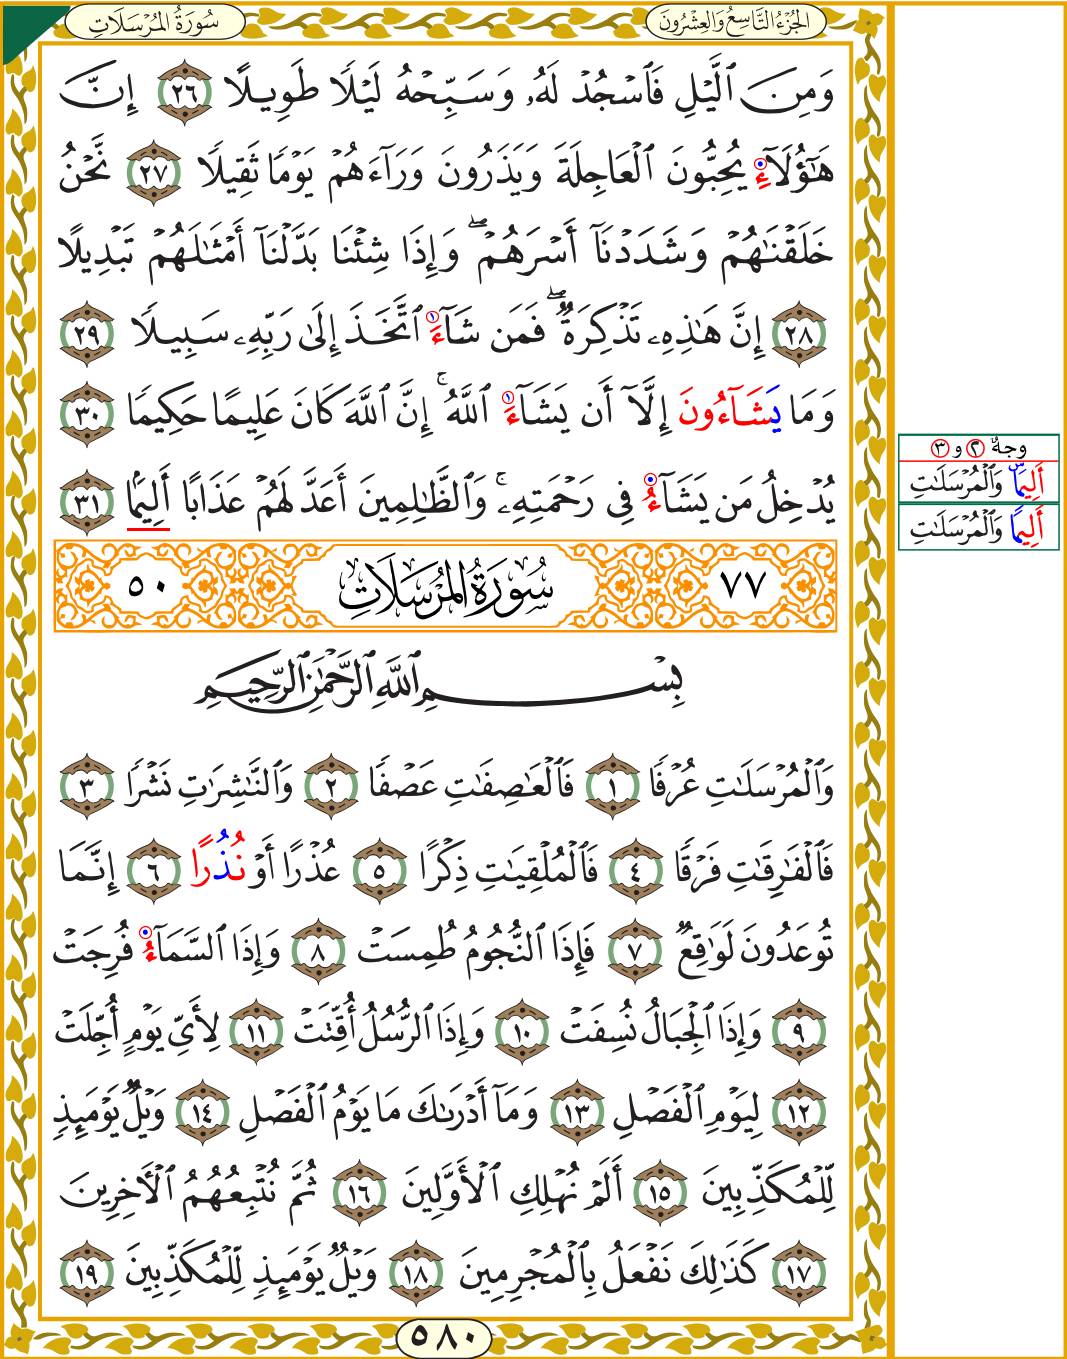 سُورَةُ المُرْسَلَاتِ
الجُزْءُ التَّاسِعُ وَالعِشْرُونَ
وَمِنَ ٱلَّيْلِ فَٱسْجُدْ لَهُۥ وَسَبِّحْهُ لَيْلًا طَوِيلًا ٢٦ إِنَّ
هَٰٓؤُلَآءِ يُحِبُّونَ ٱلْعَاجِلَةَ وَيَذَرُونَ وَرَآءَهُمْ يَوْمًا ثَقِيلًا ٢٧ نَّحْنُ
خَلَقْنَٰهُمْ وَشَدَدْنَآ أَسْرَهُمْ ۖ وَإِذَا شِئْنَا بَدَّلْنَآ أَمْثَٰلَهُمْ تَبْدِيلًا
٢٨ إِنَّ هَٰذِهِۦ تَذْكِرَةٌ ۖ فَمَن شَآءَ ١ ٱتَّخَذَ إِلَىٰ رَبِّهِۦ سَبِيلًا ٢٩
وَمَا يَشَآءُونَ إِلَّآ أَن يَشَآءَ ١ ٱللَّهُ ۚ إِنَّ ٱللَّهَ كَانَ عَلِيمًا حَكِيمًا ٣٠
يُدْخِلُ مَن يَشَآءُ فِي رَحْمَتِهِۦ ۚ وَٱلظَّٰلِمِينَ أَعَدَّ لَهُمْ عَذَابًا أَلِيمًۢا ٣١
وجهٌ ٢ و ٣
أَلِيمًا س وَٱلْمُرْسَلَٰتِ
أَلِيمًا وَٱلْمُرْسَلَٰتِ
٧٧ سُورَةُ المُرْسَلَاتِ ٥٠
بِسْمِ ٱللَّهِ ٱلرَّحْمَٰنِ ٱلرَّحِيمِ
وَٱلْمُرْسَلَٰتِ عُرْفًا ١ فَٱلْعَٰصِفَٰتِ عَصْفًا ٢ وَٱلنَّٰشِرَٰتِ نَشْرًا ٣
فَٱلْفَٰرِقَٰتِ فَرْقًا ٤ فَٱلْمُلْقِيَٰتِ ذِكْرًا ٥ عُذْرًا أَوْ نُذُرًا ٦ إِنَّمَا
تُوعَدُونَ لَوَٰقِعٌ ٧ فَإِذَا ٱلنُّجُومُ طُمِسَتْ ٨ وَإِذَا ٱلسَّمَآءُ فُرِجَتْ
٩ وَإِذَا ٱلْجِبَالُ نُسِفَتْ ١٠ وَإِذَا ٱلرُّسُلُ أُقِّتَتْ ١١ لِأَيِّ يَوْمٍ أُجِّلَتْ
١٢ لِيَوْمِ ٱلْفَصْلِ ١٣ وَمَآ أَدْرَىٰكَ مَا يَوْمُ ٱلْفَصْلِ ١٤ وَيْلٌ يَوْمَئِذٍ
لِّلْمُكَذِّبِينَ ١٥ أَلَمْ نُهْلِكِ ٱلْأَوَّلِينَ ١٦ ثُمَّ نُتْبِعُهُمُ ٱلْآخِرِينَ
١٧ كَذَٰلِكَ نَفْعَلُ بِٱلْمُجْرِمِينَ ١٨ وَيْلٌ يَوْمَئِذٍ لِّلْمُكَذِّبِينَ ١٩
٥٨٠